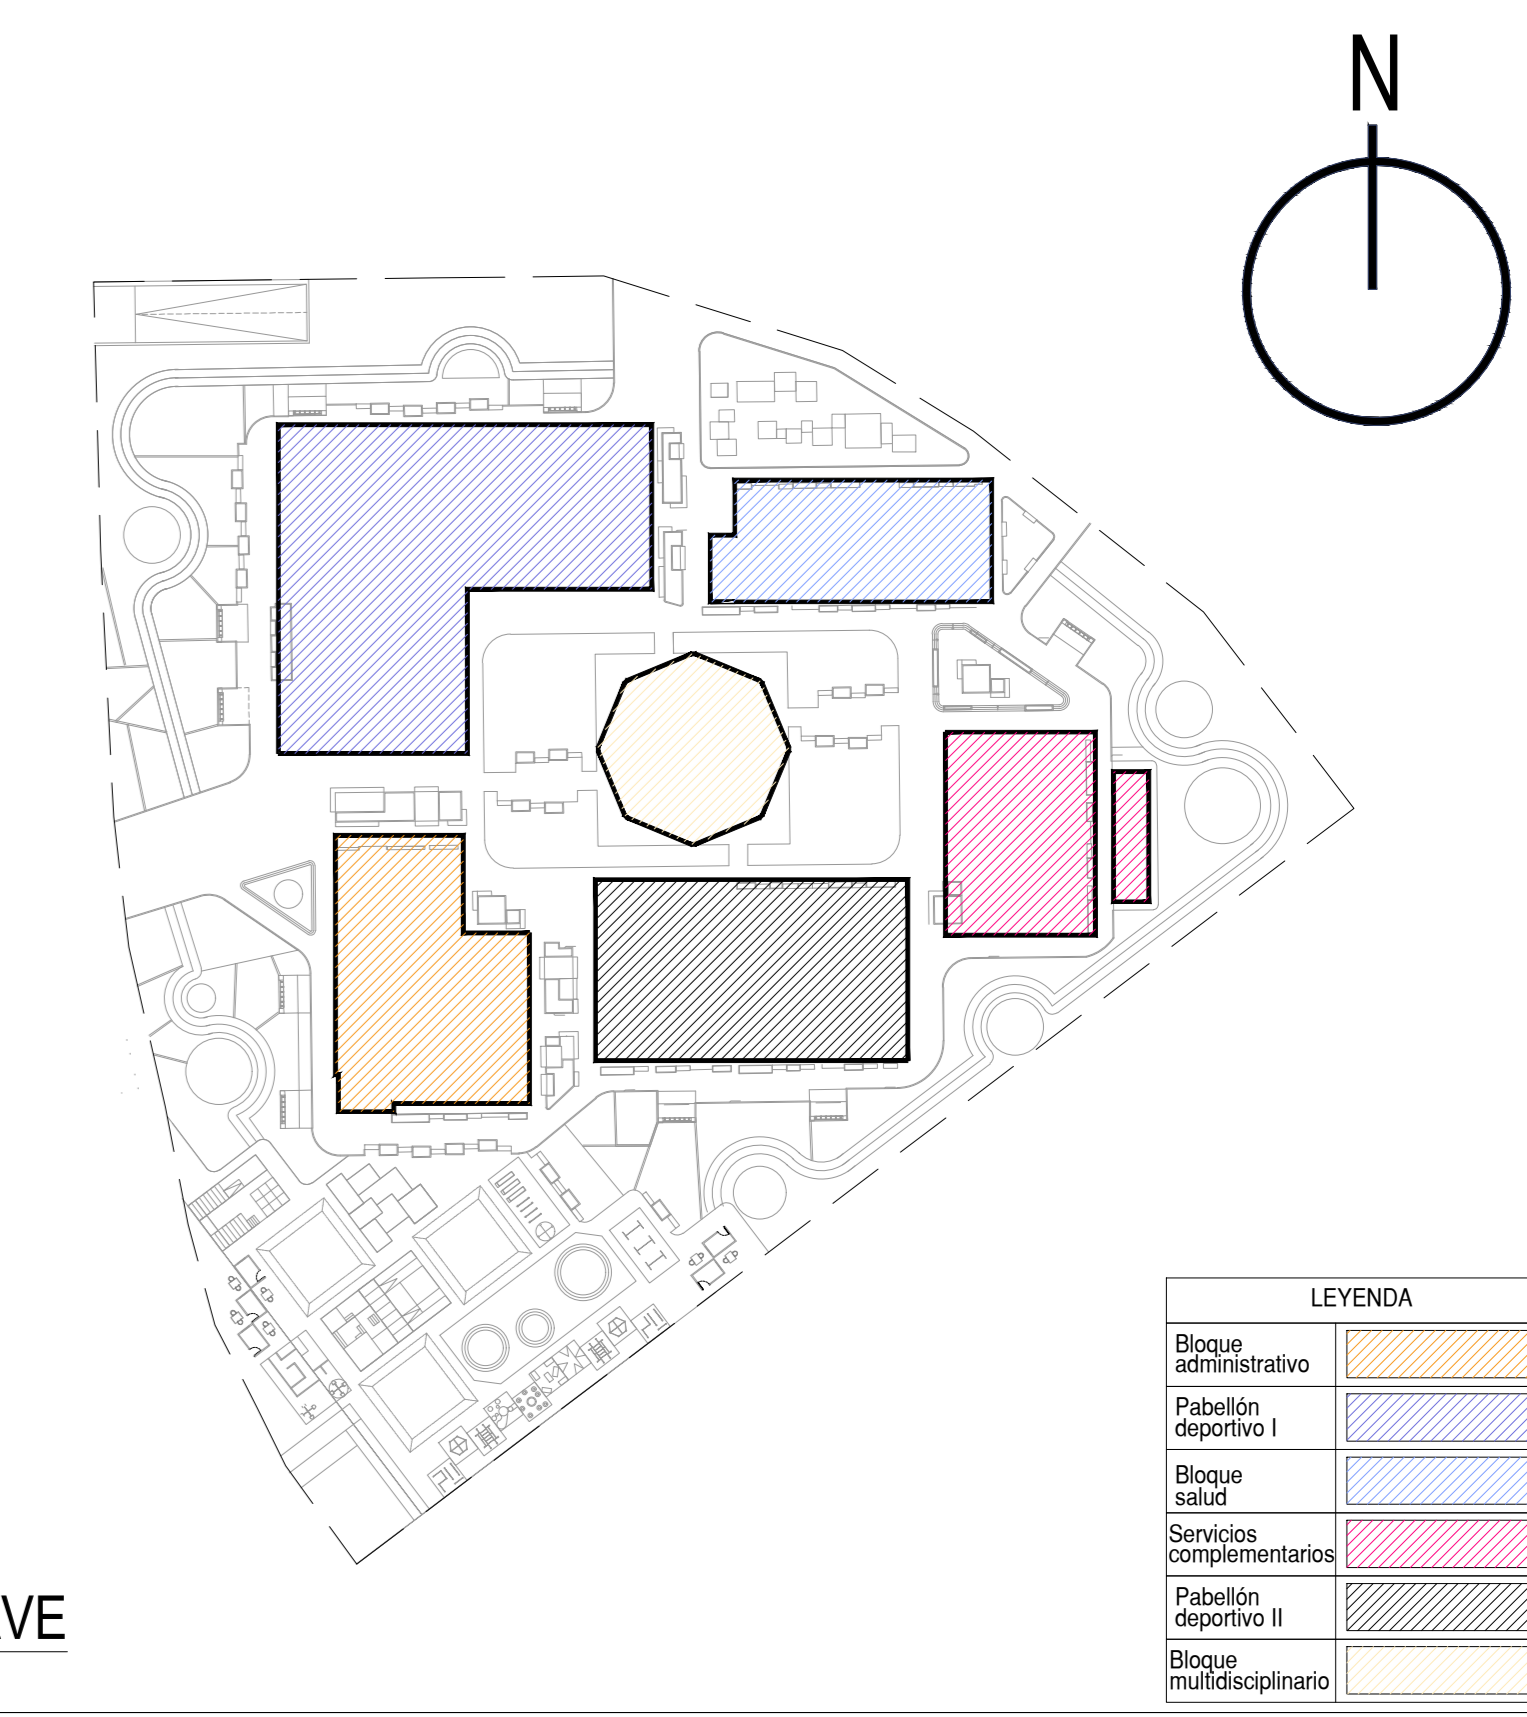 N
LEYENDA
Bloque
administrativo
Pabellón
deportivo I
Bloque
salud
Servicios
complementarios
Pabellón
deportivo II
Bloque
multidisciplinario